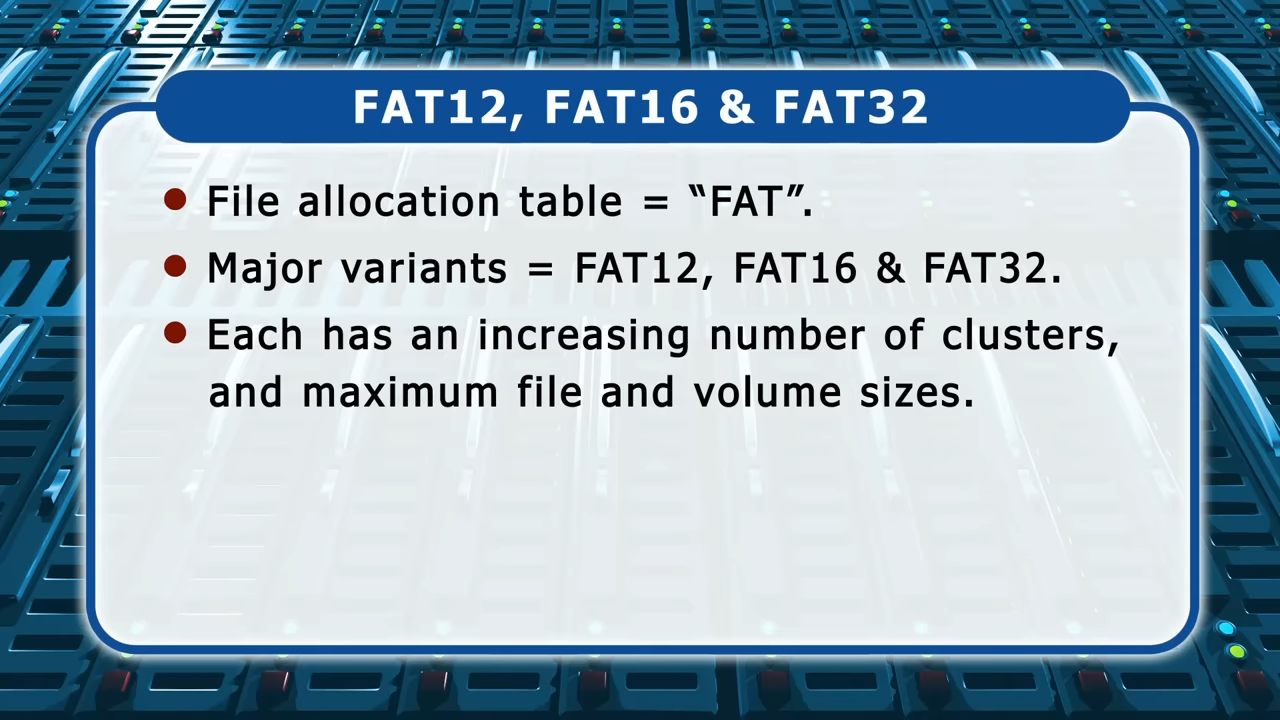 FAT12, FAT16 & FAT32
• File allocation table = “FAT”.
• Major variants = FAT12, FAT16 & FAT32.
• Each has an increasing number of clusters,
and maximum file and volume sizes.